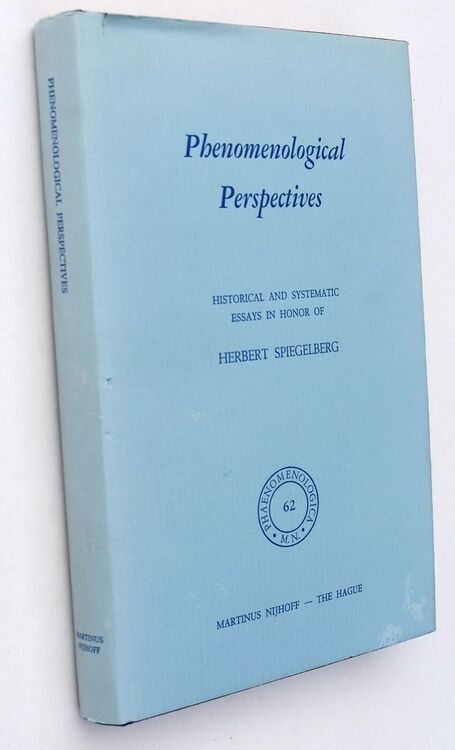 PHENOMENOLOGICAL PERSPECTIVES
MARTINUS
NIJHOFF
Phenomenological
Perspectives
HISTORICAL AND SYSTEMATIC
ESSAYS IN HONOR OF
HERBERT SPIEGELBERG
PHAENOMENOLOGICA
62
• M.N. •
MARTINUS NIJHOFF — THE HAGUE